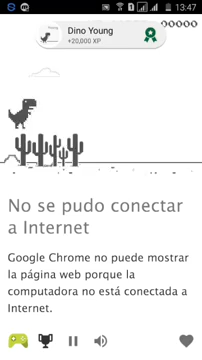 13:47
Dino Young
+20,000 XP
00000
No se pudo conectar
a Internet
Google Chrome no puede mostrar
la página web porque la
computadora no está conectada a
Internet.